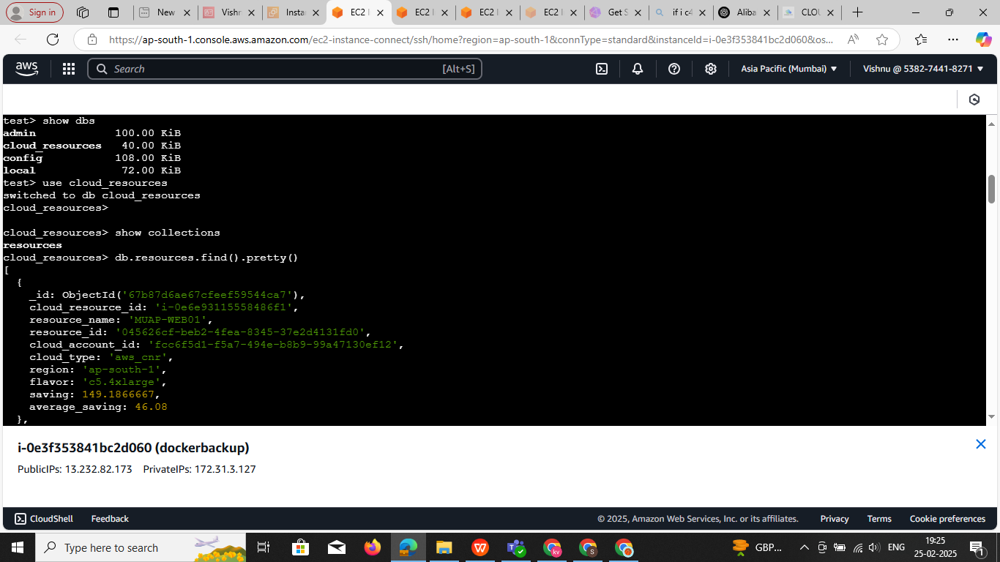 Sign in
New
Vishr
Insta
EC2 I
EC2 I
EC2 I
EC2 I
Get S
if i c4
Aliba
CLOU
https://ap-south-1.console.aws.amazon.com/ec2-instance-connect/ssh/home?region=ap-south-1&connType=standard&instanceId=i-0e3f353841bc2d060&os...
aws
Search
[Alt+S]
Asia Pacific (Mumbai)
Vishnu @ 5382-7441-8271
test> show dbs
admin 100.00 KiB
cloud_resources 40.00 KiB
config 108.00 KiB
local 72.00 KiB
test> use cloud_resources
switched to db cloud_resources
cloud_resources>
cloud_resources> show collections
resources
cloud_resources> db.resources.find().pretty()
[
{
_id: ObjectId('67b87d6ae67cfeef59544ca7'),
cloud_resource_id: 'i-0e6e93115558486f1',
resource_name: 'MUAP-WEB01',
resource_id: '045626cf-beb2-4fea-8345-37e2d4131fd0',
cloud_account_id: 'fcc6f5d1-f5a7-494e-b8b9-99a47130ef12',
cloud_type: 'aws_cnr',
region: 'ap-south-1',
flavor: 'c5.4xlarge',
saving: 149.1866667,
average_saving: 46.08
},
i-0e3f353841bc2d060 (dockerbackup)
PublicIPs: 13.232.82.173 PrivateIPs: 172.31.3.127
CloudShell
Feedback
© 2025, Amazon Web Services, Inc. or its affiliates.
Privacy
Terms
Cookie preferences
Type here to search
GBP...
ENG
19:25
25-02-2025